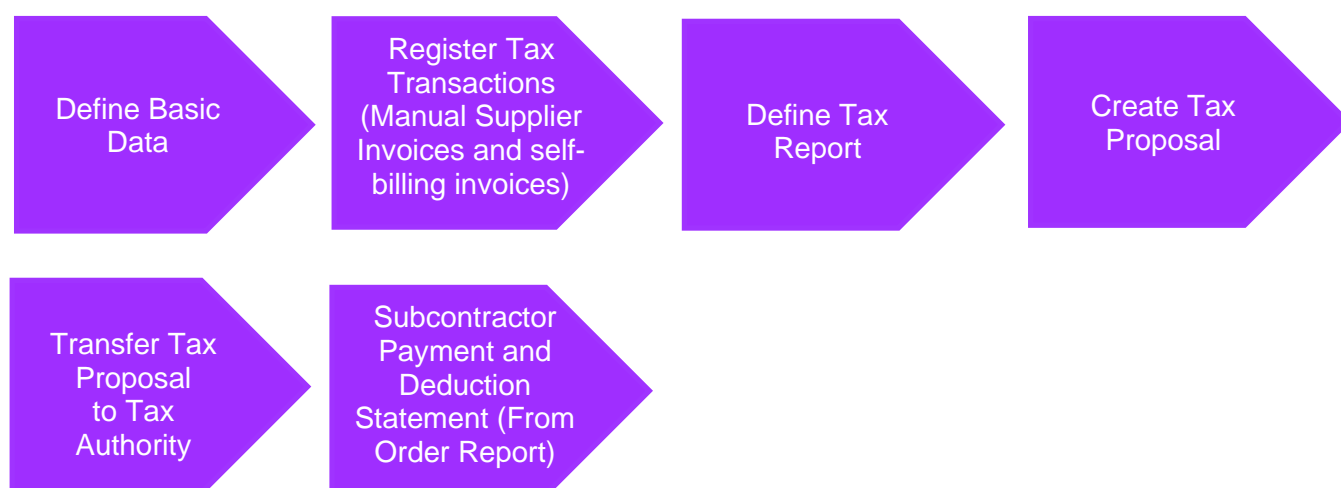 Define Basic
Data
Register Tax
Transactions
(Manual Supplier
Invoices and self-
billing invoices)
Define Tax
Report
Create Tax
Proposal
Transfer Tax
Proposal
to Tax
Authority
Subcontractor
Payment and
Deduction
Statement (From
Order Report)